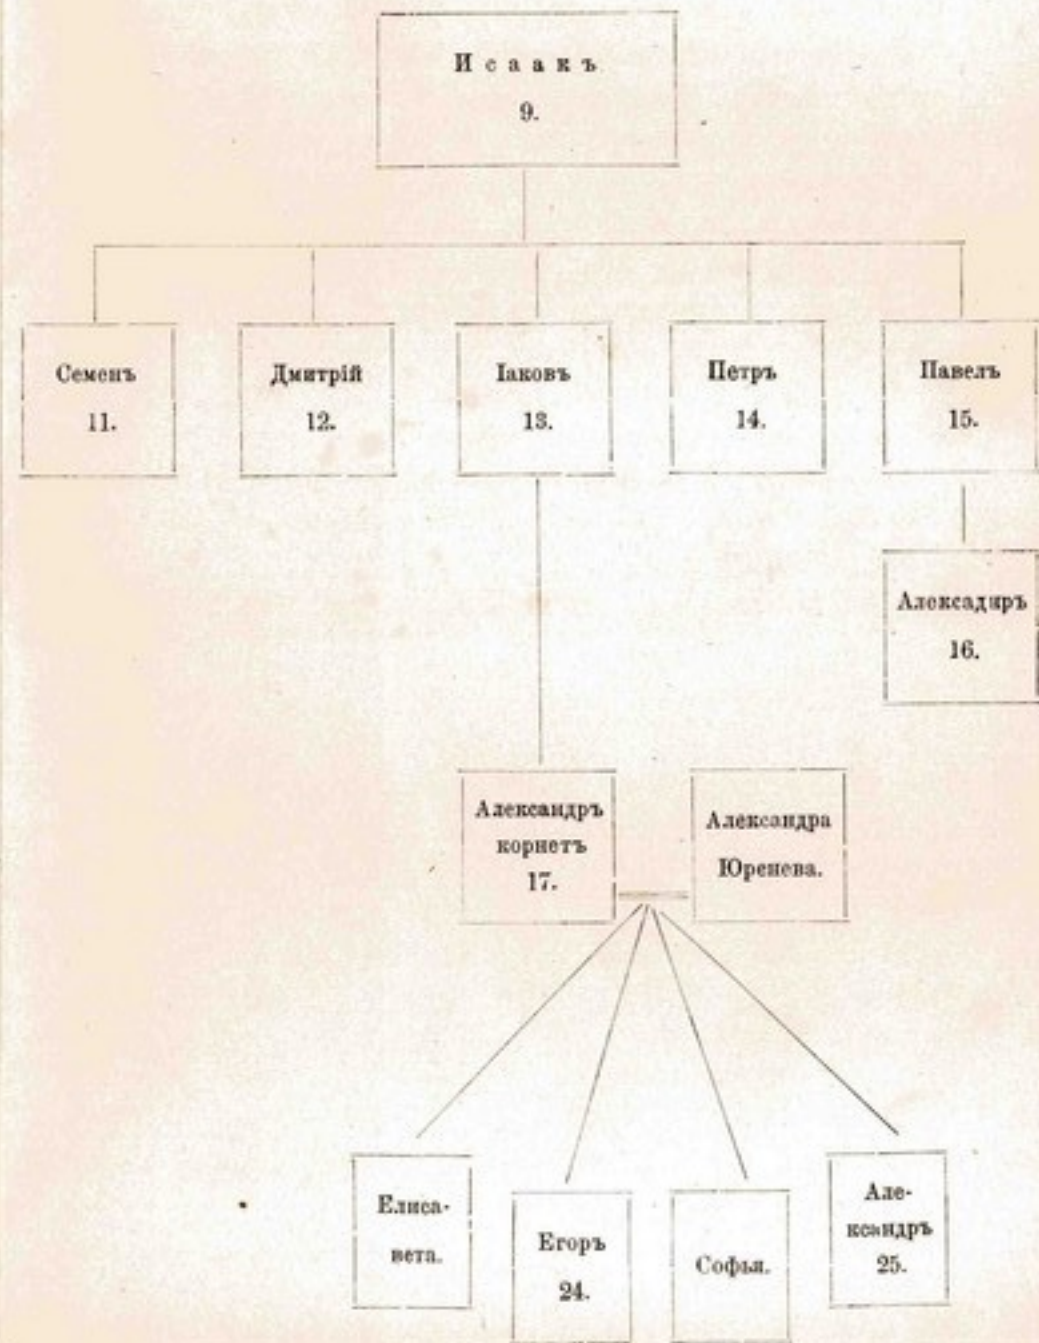 Исаакъ
9.
Семенъ
11.
Дмитрій
12.
Іаковъ
13.
Петръ
14.
Павелъ
15.
Алексадиръ
16.
Александръ
корнетъ
17.
Александра
Юренева.
Елиса-
вета.
Егоръ
24.
Софья.
Але-
ксандръ
25.